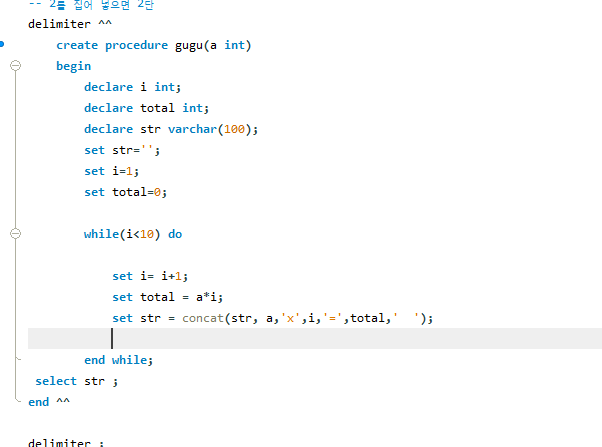 -- 2를 집어 넣으면 2단
delimiter ^^
create procedure gugu(a int)
begin
declare i int;
declare total int;
declare str varchar(100);
set str='';
set i=1;
set total=0;
while(i<10) do
set i= i+1;
set total = a*i;
set str = concat(str, a,'x',i,'=',total,'  ');
end while;
select str ;
end ^^
delimiter ;